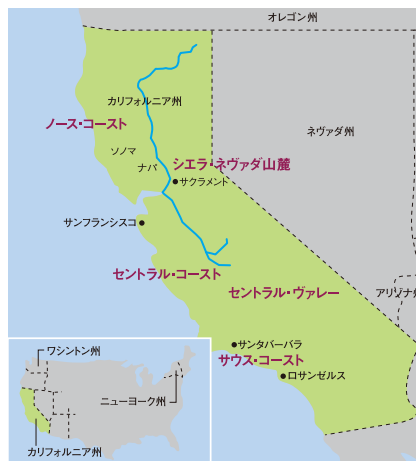 オレゴン州
カリフォルニア州
ノース・コースト
ネヴァダ州
ソノマ
ナパ
シエラ・ネヴァダ山麓
サクラメント
サンフランシスコ
セントラル・コースト
セントラル・ヴァレー
アリゾナ州
サンタバーバラ
サウス・コースト
ロサンゼルス
ワシントン州
ニューヨーク州
カリフォルニア州